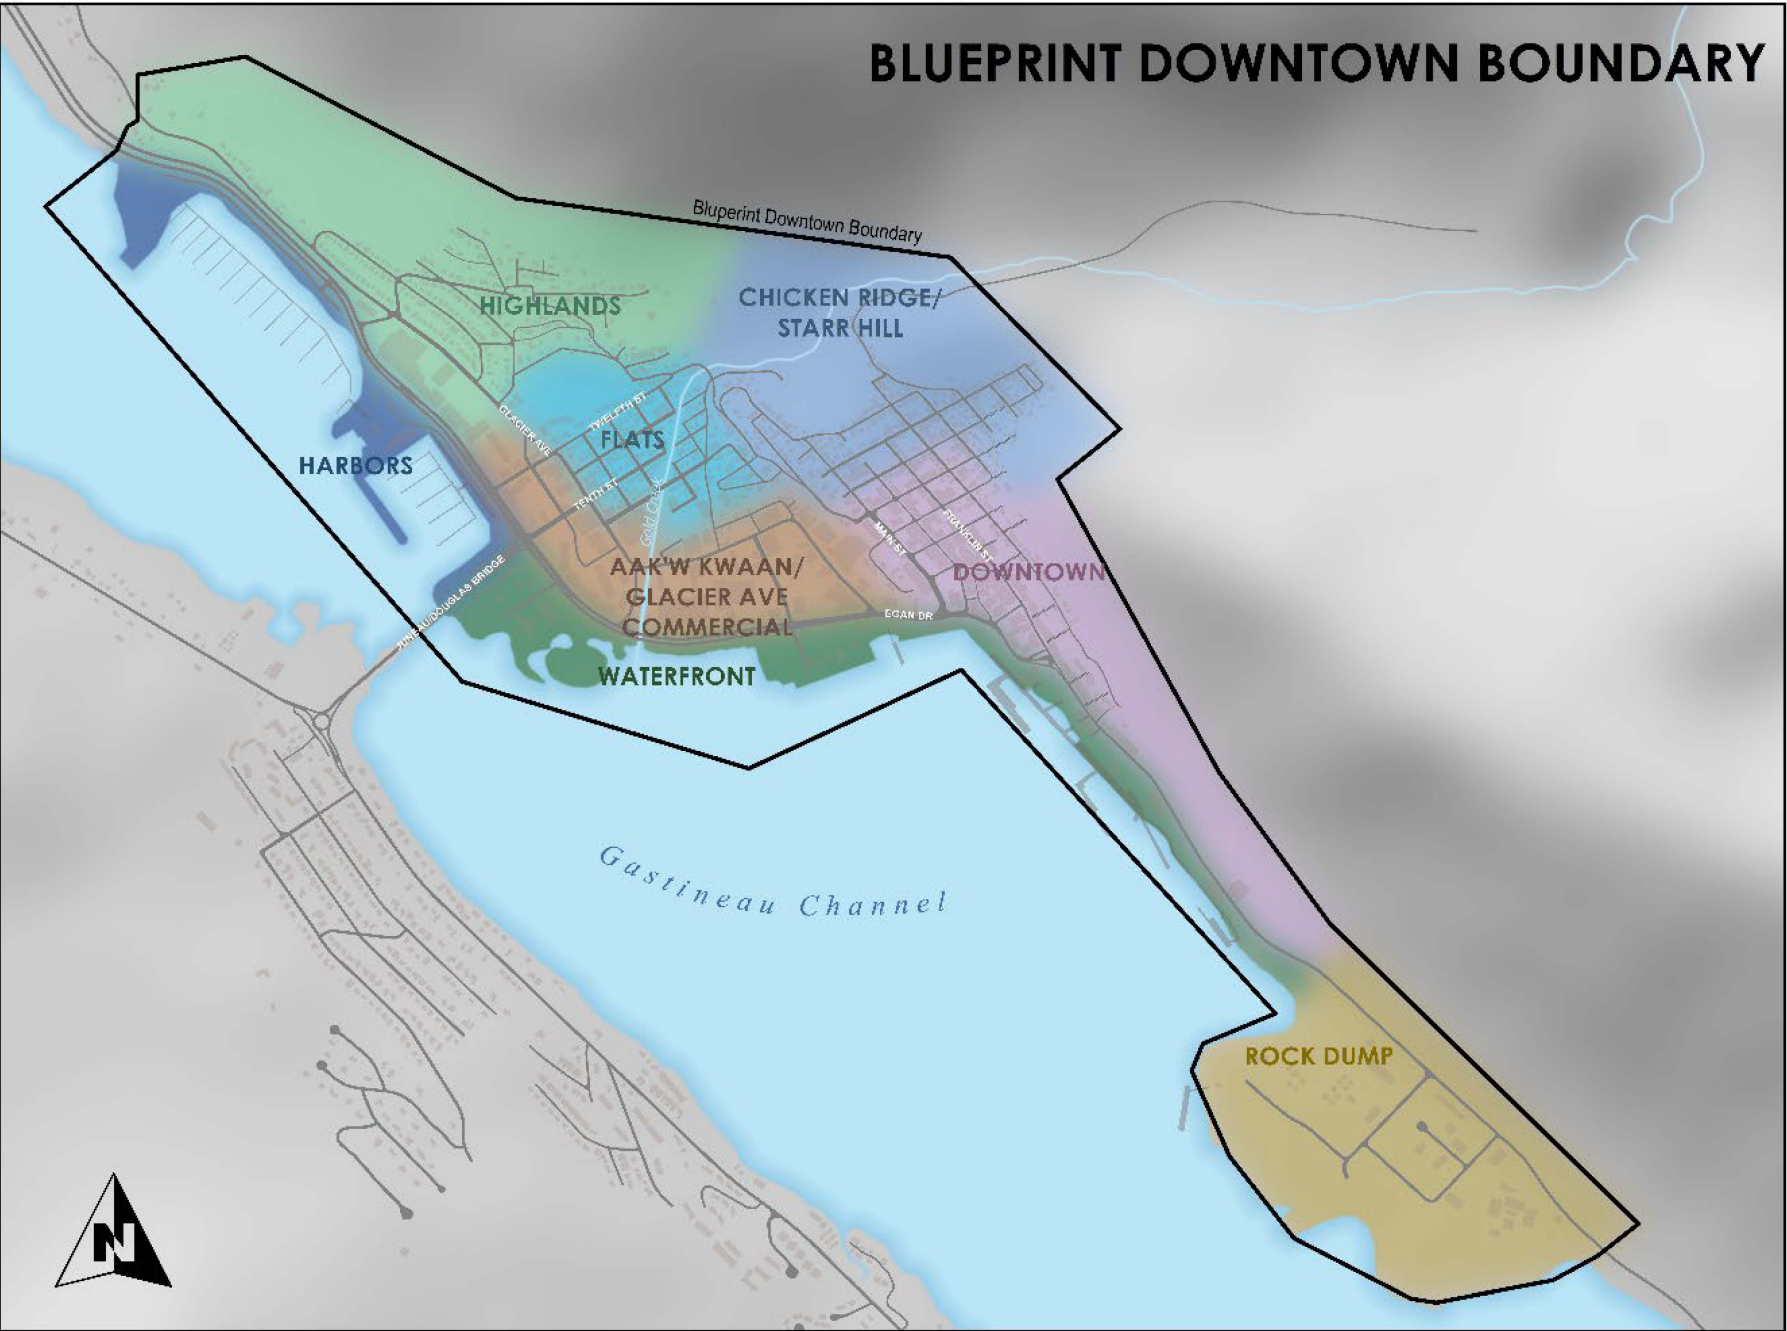 BLUEPRINT DOWNTOWN BOUNDARY
Bluperint Downtown Boundary
HIGHLANDS
CHICKEN RIDGE/
STARR HILL
GLACIER AVE
TWELFTH ST
FLATS
HARBORS
TENTH ST
Gold Creek
MAIN ST
FRANKLIN ST
DOWNTOWN
AAK'W KWAAN/
GLACIER AVE
COMMERCIAL
JUNEAU/DOUGLAS BRIDGE
EGAN DR
WATERFRONT
Gastineau Channel
ROCK DUMP
N